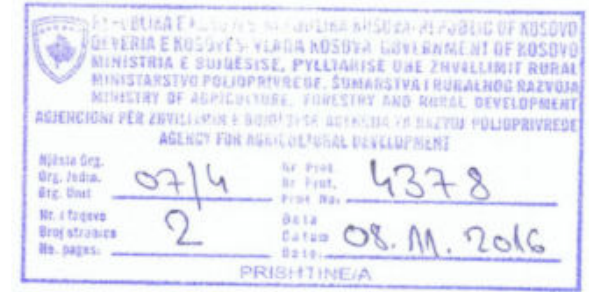 REPUBLIKA E KOSOVËS-REPUBLIKA KOSOVA-REPUBLIC OF KOSOVO
QEVERIA E KOSOVËS-VLADA KOSOVA-GOVERNMENT OF KOSOVO
MINISTRIA E BUJQËSISË, PYLLTARISË DHE ZHVILLIMIT RURAL
MINISTARSTVO POLJOPRIVREDE, ŠUMARSTVA I RURALNOG RAZVOJA
MINISTRY OF AGRICULTURE, FORESTRY AND RURAL DEVELOPMENT
AGJENCIONI PËR ZHVILLIMIN E BUJQËSISË AGENCIJA ZA RAZVOJ POLJOPRIVREDE
AGENCY FOR AGRICULTURAL DEVELOPMENT
Njësia Org.
Org. Jedin.
Org. Unit 07/4
Nr. Prot.
Br. Prot.
Prot No. 4378
Nr. i faqeve
Broj stranica
No. pages: 2
Data
Datum
Date: 08.11.2016
PRISHTINE/A